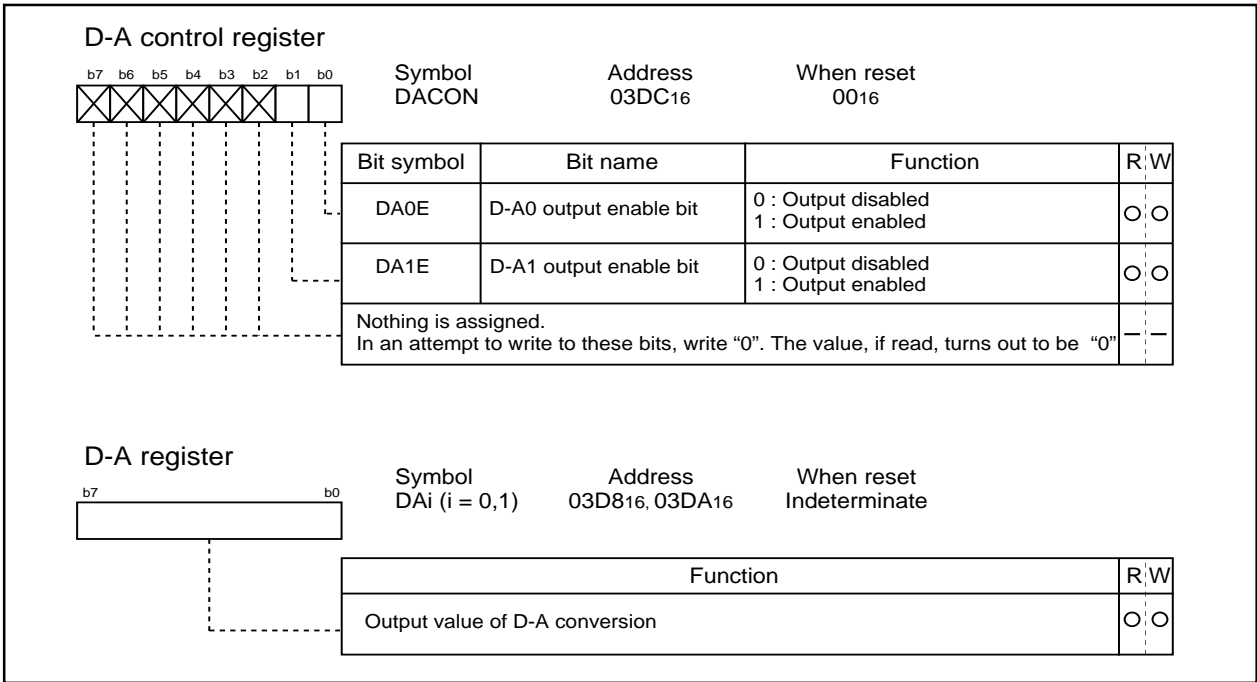 D-A control register
b7 b6 b5 b4 b3 b2 b1 b0
Symbol Address When reset
DACON 03DC16 0016
Bit symbol Bit name Function R W
DA0E D-A0 output enable bit 0 : Output disabled
1 : Output enabled
DA1E D-A1 output enable bit 0 : Output disabled
1 : Output enabled
Nothing is assigned.
In an attempt to write to these bits, write “0”. The value, if read, turns out to be “0”
D-A register
b7 b0
Symbol Address When reset
DAi (i = 0,1) 03D816, 03DA16 Indeterminate
Function R W
Output value of D-A conversion